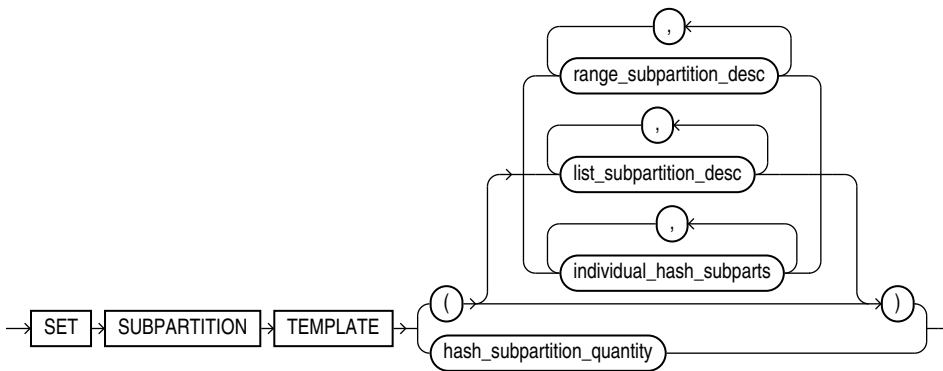 ,
range_subpartition_desc
,
list_subpartition_desc
,
individual_hash_subparts
SET SUBPARTITION TEMPLATE ( )
hash_subpartition_quantity